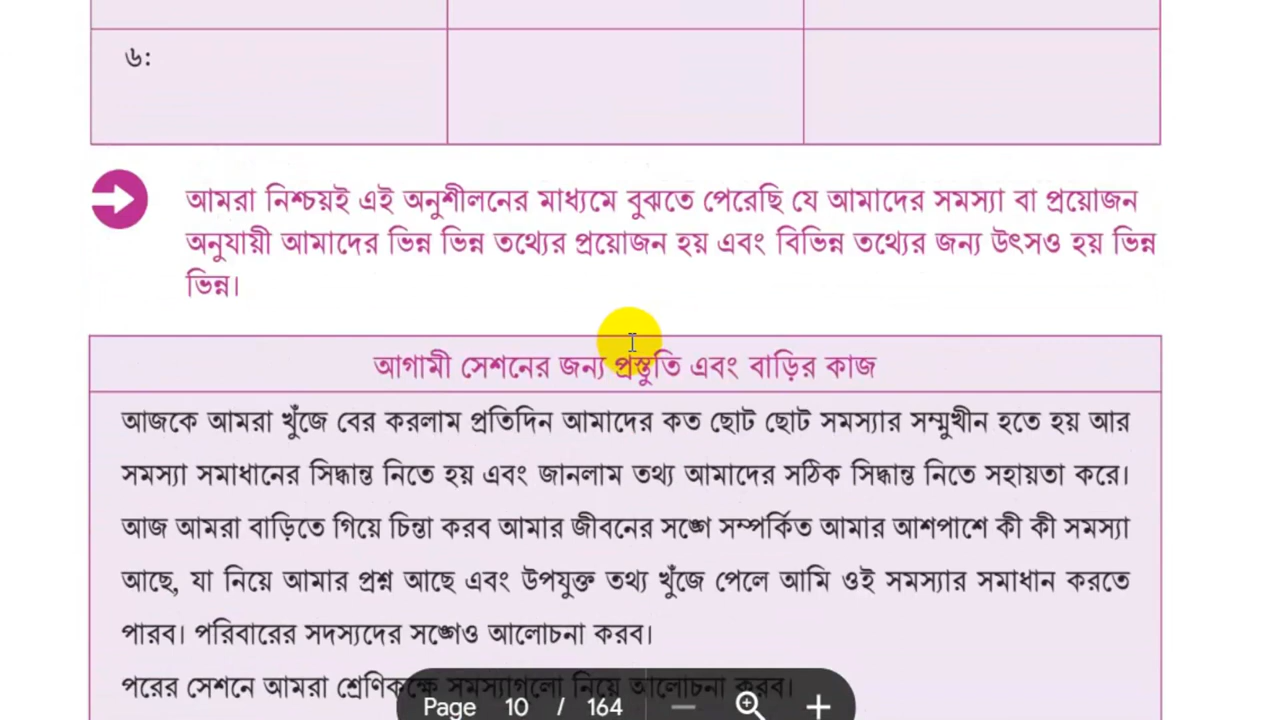 ৬:
আমরা নিশ্চয়ই এই অনুশীলনের মাধ্যমে বুঝতে পেরেছি যে আমাদের সমস্যা বা প্রয়োজন
অনুযায়ী আমাদের ভিন্ন ভিন্ন তথ্যের প্রয়োজন হয় এবং বিভিন্ন তথ্যের জন্য উৎসও হয় ভিন্ন
ভিন্ন।
আগামী সেশনের জন্য প্রস্তুতি এবং বাড়ির কাজ
আজকে আমরা খুঁজে বের করলাম প্রতিদিন আমাদের কত ছোট ছোট সমস্যার সম্মুখীন হতে হয় আর
সমস্যা সমাধানের সিদ্ধান্ত নিতে হয় এবং জানলাম তথ্য আমাদের সঠিক সিদ্ধান্ত নিতে সহায়তা করে।
আজ আমরা বাড়িতে গিয়ে চিন্তা করব আমার জীবনের সঙ্গে সম্পর্কিত আমার আশপাশে কী কী সমস্যা
আছে, যা নিয়ে আমার প্রশ্ন আছে এবং উপযুক্ত তথ্য খুঁজে পেলে আমি ওই সমস্যার সমাধান করতে
পারব। পরিবারের সদস্যদের সঙ্গেও আলোচনা করব।
পরের সেশনে আমরা শ্রেণিকক্ষে সমস্যাগুলো নিয়ে আলোচনা করব।
Page 10 / 164